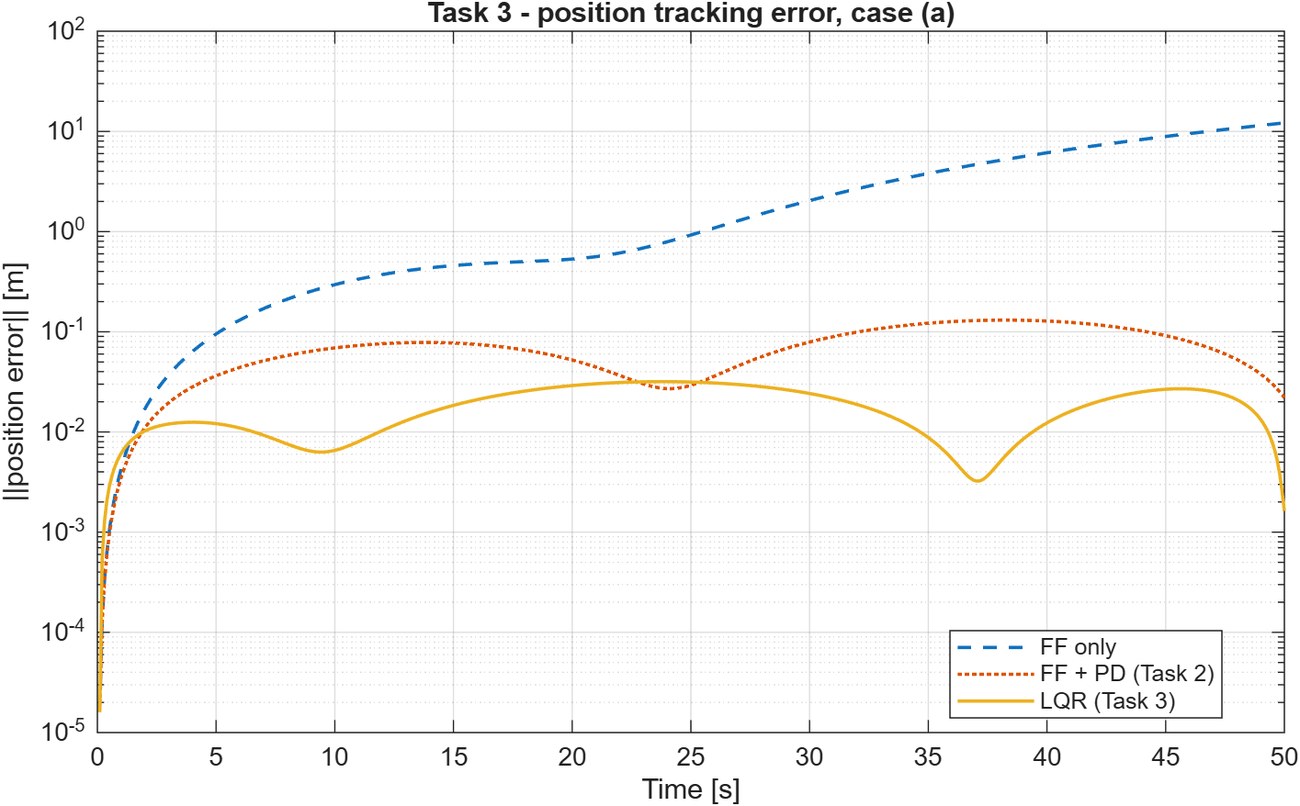 Task 3 - position tracking error, case (a)
||position error|| [m]
10^2
10^1
10^0
10^-1
10^-2
10^-3
10^-4
10^-5
0 5 10 15 20 25 30 35 40 45 50
Time [s]
FF only
FF + PD (Task 2)
LQR (Task 3)